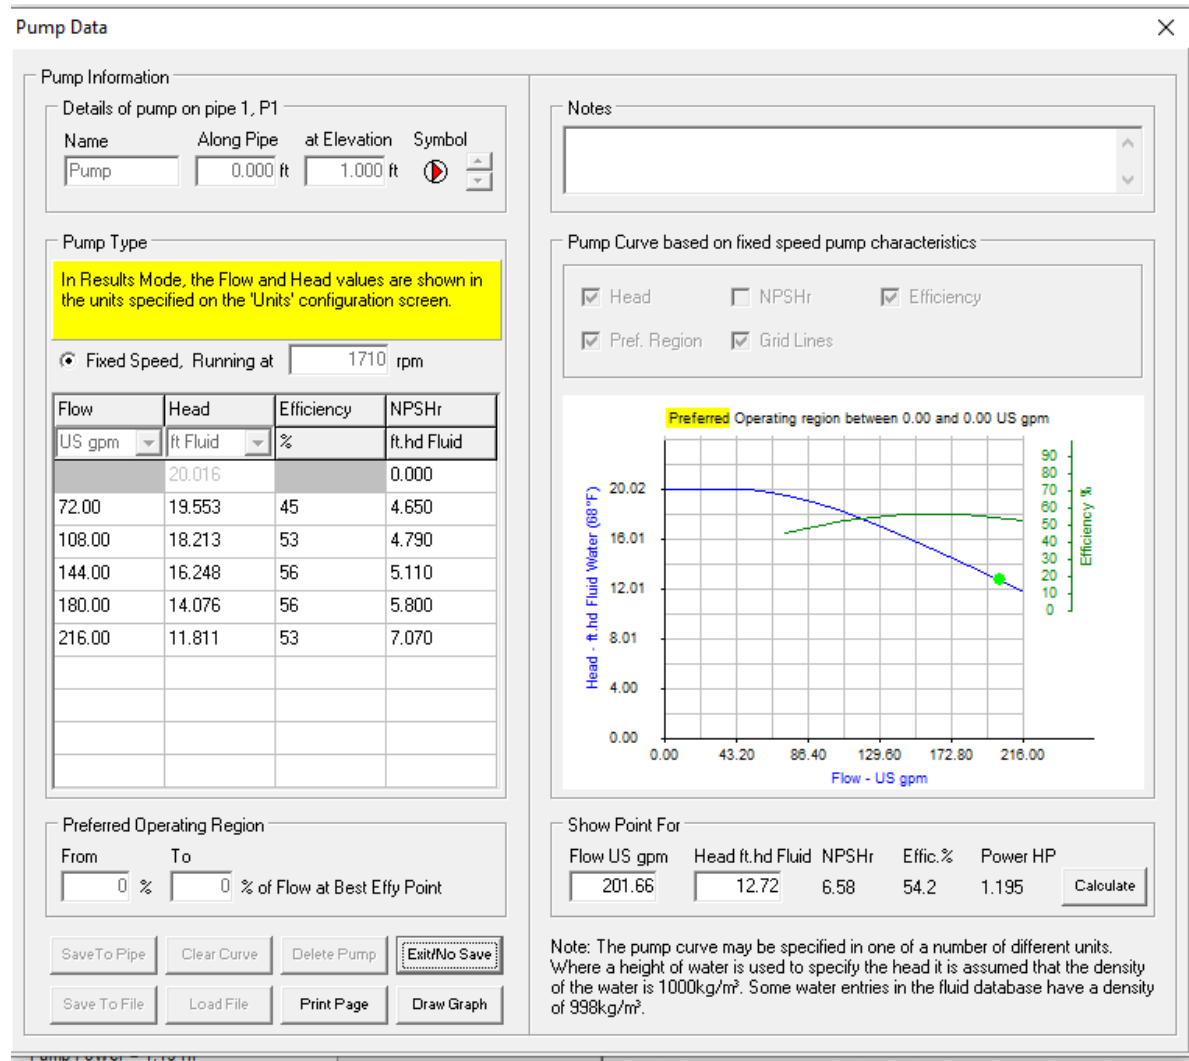 Pump Data
Pump Information
Details of pump on pipe 1, P1
Name Along Pipe at Elevation Symbol
Pump 0.000 ft 1.000 ft
Notes
Pump Type
In Results Mode, the Flow and Head values are shown in
the units specified on the 'Units' configuration screen.
Fixed Speed, Running at 1710 rpm
Flow Head Efficiency NPSHr
US gpm ft Fluid % ft.hd Fluid
20.016 0.000
72.00 19.553 45 4.650
108.00 18.213 53 4.790
144.00 16.248 56 5.110
180.00 14.076 56 5.800
216.00 11.811 53 7.070
Pump Curve based on fixed speed pump characteristics
Head NPSHr Efficiency
Pref. Region Grid Lines
Preferred Operating region between 0.00 and 0.00 US gpm
Head - ft.hd Fluid Water (68°F)
20.02
16.01
12.01
8.01
4.00
0.00
0.00 43.20 86.40 129.60 172.80 216.00
Flow - US gpm
90
80
70
60
50
40
30
20
10
0
Efficiency %
Preferred Operating Region
From To
0 % 0 % of Flow at Best Effy Point
Show Point For
Flow US gpm Head ft.hd Fluid NPSHr Effic.% Power HP
201.66 12.72 6.58 54.2 1.195 Calculate
SaveTo Pipe Clear Curve Delete Pump Exit/No Save
Save To File Load File Print Page Draw Graph
Note: The pump curve may be specified in one of a number of different units.
Where a height of water is used to specify the head it is assumed that the density
of the water is 1000kg/m³. Some water entries in the fluid database have a density
of 998kg/m³.